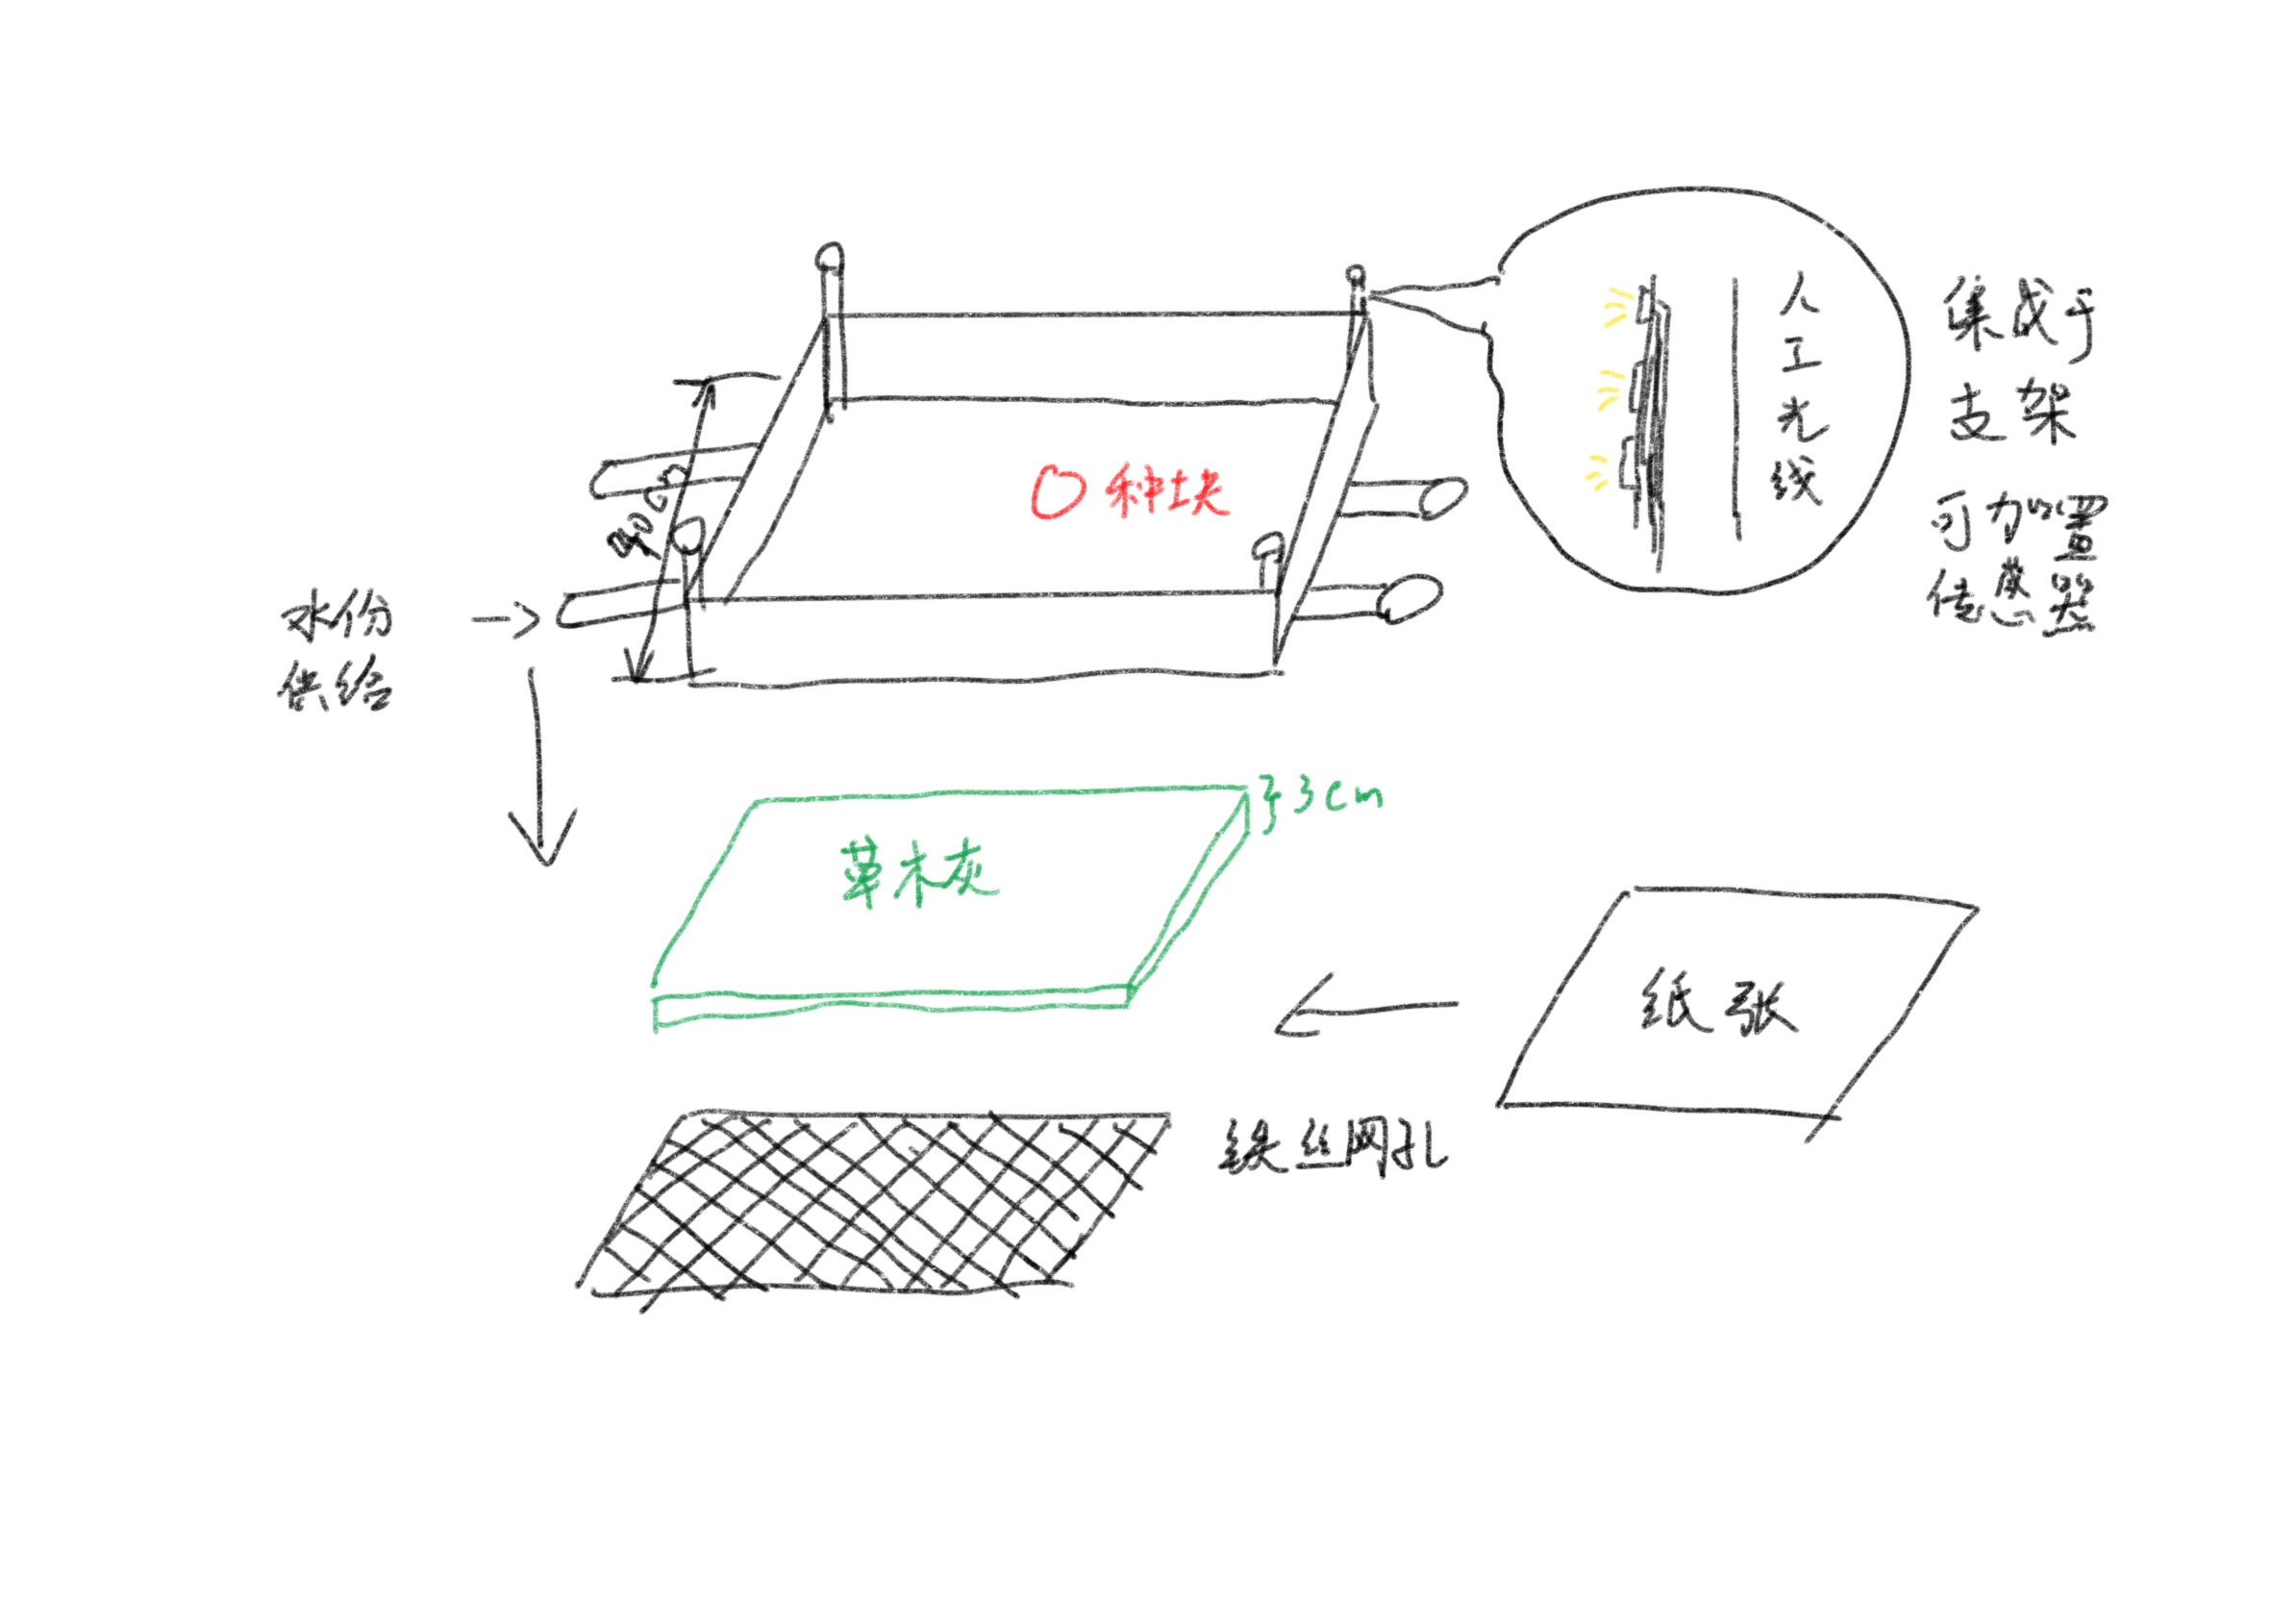 人工光线
集成于
支架
可加置
传感器
40cm
种块
水份
供给
3cm
草木灰
纸张
铁丝网孔